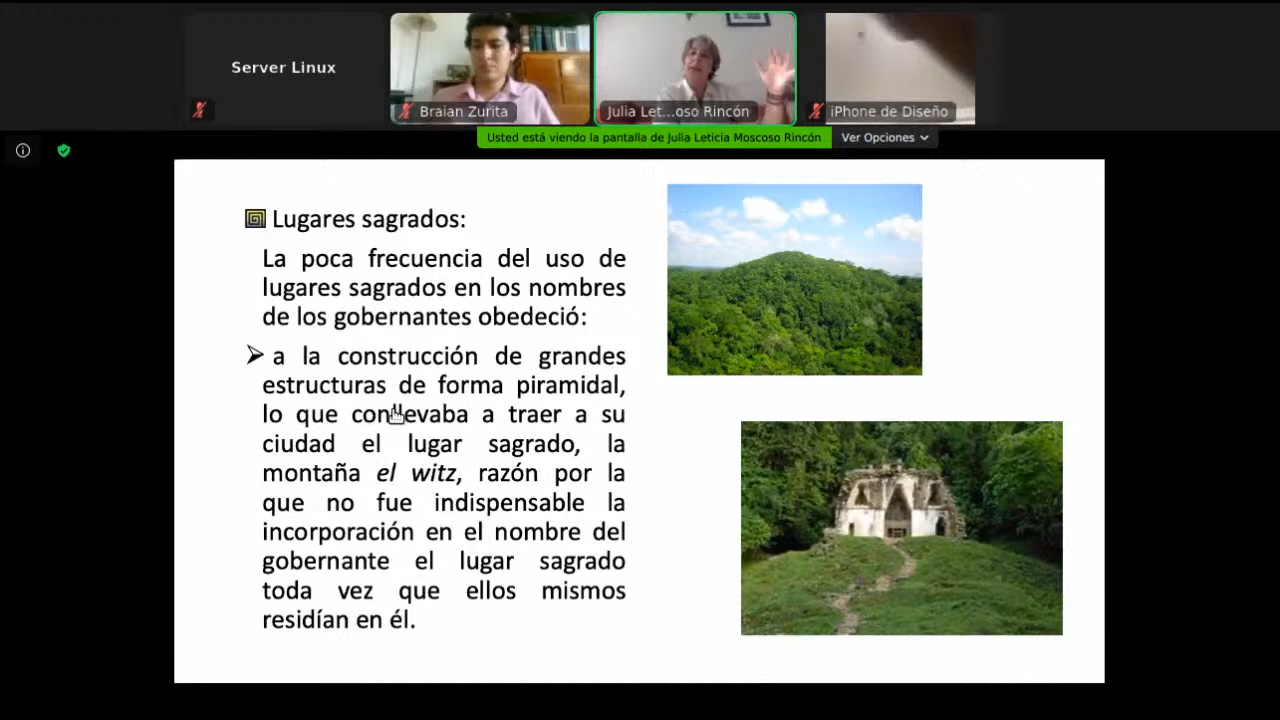 Server Linux
Braian Zurita
Julia Let...oso Rincón
iPhone de Diseño
Usted está viendo la pantalla de Julia Leticia Moscoso Rincón
Ver Opciones
Lugares sagrados:
La poca frecuencia del uso de
lugares sagrados en los nombres
de los gobernantes obedeció:
a la construcción de grandes
estructuras de forma piramidal,
lo que conllevaba a traer a su
ciudad el lugar sagrado, la
montaña el witz, razón por la
que no fue indispensable la
incorporación en el nombre del
gobernante el lugar sagrado
toda vez que ellos mismos
residían en él.